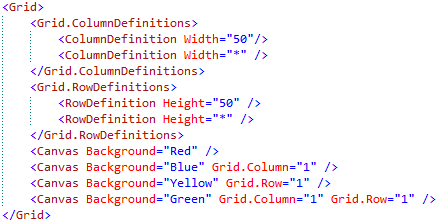 <Grid>
<Grid.ColumnDefinitions>
<ColumnDefinition Width="50"/>
<ColumnDefinition Width="*" />
</Grid.ColumnDefinitions>
<Grid.RowDefinitions>
<RowDefinition Height="50" />
<RowDefinition Height="*" />
</Grid.RowDefinitions>
<Canvas Background="Red" />
<Canvas Background="Blue" Grid.Column="1" />
<Canvas Background="Yellow" Grid.Row="1" />
<Canvas Background="Green" Grid.Column="1" Grid.Row="1" />
</Grid>